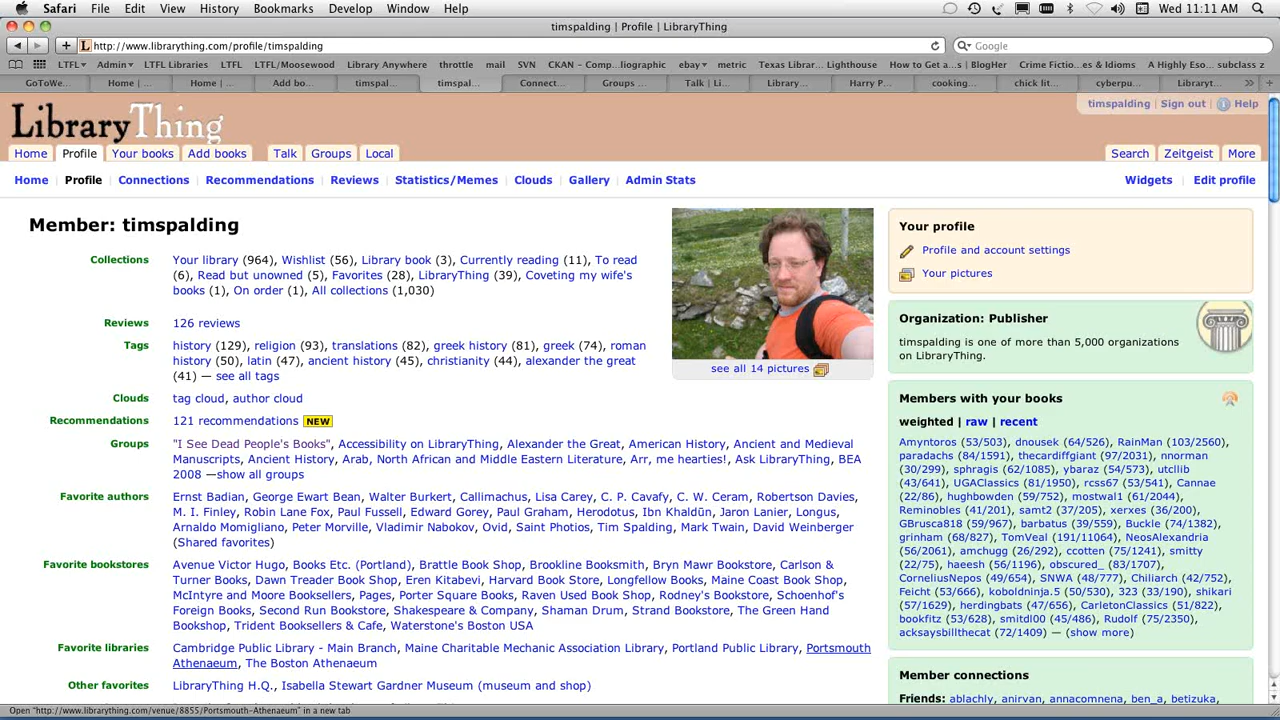 Safari File Edit View History Bookmarks Develop Window Help Wed 11:11 AM
timspalding | Profile | LibraryThing
http://www.librarything.com/profile/timspalding Google
LTFL Admin LTFL Libraries LTFL LTFL/Moosewood Library Anywhere throttle mail SVN CKAN - Comp...liographic ebay metric Texas Library...Lighthouse How to Get a...s | BlogHer Crime Fictio...es & Idioms A Highly Eso...subclass z
GoToWe... Home | ... Home | ... Add bo... timspal... timspal... Connect... Groups ... Talk | Li... Library... Harry P... cooking... chick lit... cyberpu... Libraryt...
timspalding | Sign out | Help
LibraryThing
Home Profile Your books Add books Talk Groups Local Search Zeitgeist More
Home Profile Connections Recommendations Reviews Statistics/Memes Clouds Gallery Admin Stats Widgets Edit profile
Member: timspalding
Collections Your library (964), Wishlist (56), Library book (3), Currently reading (11), To read
(6), Read but unowned (5), Favorites (28), LibraryThing (39), Coveting my wife's
books (1), On order (1), All collections (1,030)
Reviews 126 reviews
Tags history (129), religion (93), translations (82), greek history (81), greek (74), roman
history (50), latin (47), ancient history (45), christianity (44), alexander the great
(41) — see all tags
see all 14 pictures
Clouds tag cloud, author cloud
Recommendations 121 recommendations NEW
Groups "I See Dead People's Books", Accessibility on LibraryThing, Alexander the Great, American History, Ancient and Medieval
Manuscripts, Ancient History, Arab, North African and Middle Eastern Literature, Arr, me hearties!, Ask LibraryThing, BEA
2008 —show all groups
Favorite authors Ernst Badian, George Ewart Bean, Walter Burkert, Callimachus, Lisa Carey, C. P. Cavafy, C. W. Ceram, Robertson Davies,
M. I. Finley, Robin Lane Fox, Paul Fussell, Edward Gorey, Paul Graham, Herodotus, Ibn Khaldūn, Jaron Lanier, Longus,
Arnaldo Momigliano, Peter Morville, Vladimir Nabokov, Ovid, Saint Photios, Tim Spalding, Mark Twain, David Weinberger
(Shared favorites)
Favorite bookstores Avenue Victor Hugo, Books Etc. (Portland), Brattle Book Shop, Brookline Booksmith, Bryn Mawr Bookstore, Carlson &
Turner Books, Dawn Treader Book Shop, Eren Kitabevi, Harvard Book Store, Longfellow Books, Maine Coast Book Shop,
McIntyre and Moore Booksellers, Pages, Porter Square Books, Raven Used Book Shop, Rodney's Bookstore, Schoenhof's
Foreign Books, Second Run Bookstore, Shakespeare & Company, Shaman Drum, Strand Bookstore, The Green Hand
Bookshop, Trident Booksellers & Cafe, Waterstone's Boston USA
Favorite libraries Cambridge Public Library - Main Branch, Maine Charitable Mechanic Association Library, Portland Public Library, Portsmouth
Athenaeum, The Boston Athenaeum
Other favorites LibraryThing H.Q., Isabella Stewart Gardner Museum (museum and shop)
Your profile
Profile and account settings
Your pictures
Organization: Publisher
timspalding is one of more than 5,000 organizations
on LibraryThing.
Members with your books
weighted | raw | recent
Amyntoros (53/503), dnousek (64/526), RainMan (103/2560),
paradachs (84/1591), thecardiffgiant (97/2031), nnorman
(30/299), sphragis (62/1085), ybaraz (54/573), utcllib
(43/641), UGAClassics (81/1950), rcss67 (53/541), Cannae
(22/86), hughbowden (59/752), mostwal1 (61/2044),
Reminobles (41/201), samt2 (37/205), xerxes (36/200),
GBrusca818 (59/967), barbatus (39/559), Buckle (74/1382),
grinham (68/827), TomVeal (191/11064), NeosAlexandria
(56/2061), amchugg (26/292), ccotten (75/1241), smitty
(22/75), haeesh (56/1196), obscured_ (83/1707),
CorneliusNepos (49/654), SNWA (48/777), Chiliarch (42/752),
Feicht (53/666), koboldninja.5 (50/530), 323 (33/190), shikari
(57/1629), herdingbats (47/656), CarletonClassics (51/822),
bookfitz (53/628), smitdl00 (45/486), Rudolf (75/2350),
acksaysbillthecat (72/1409) — (show more)
Member connections
Friends: ablachly, anirvan, annacomnena, ben_a, betizuka,
Open "http://www.librarything.com/venue/8855/Portsmouth-Athenaeum" in a new tab